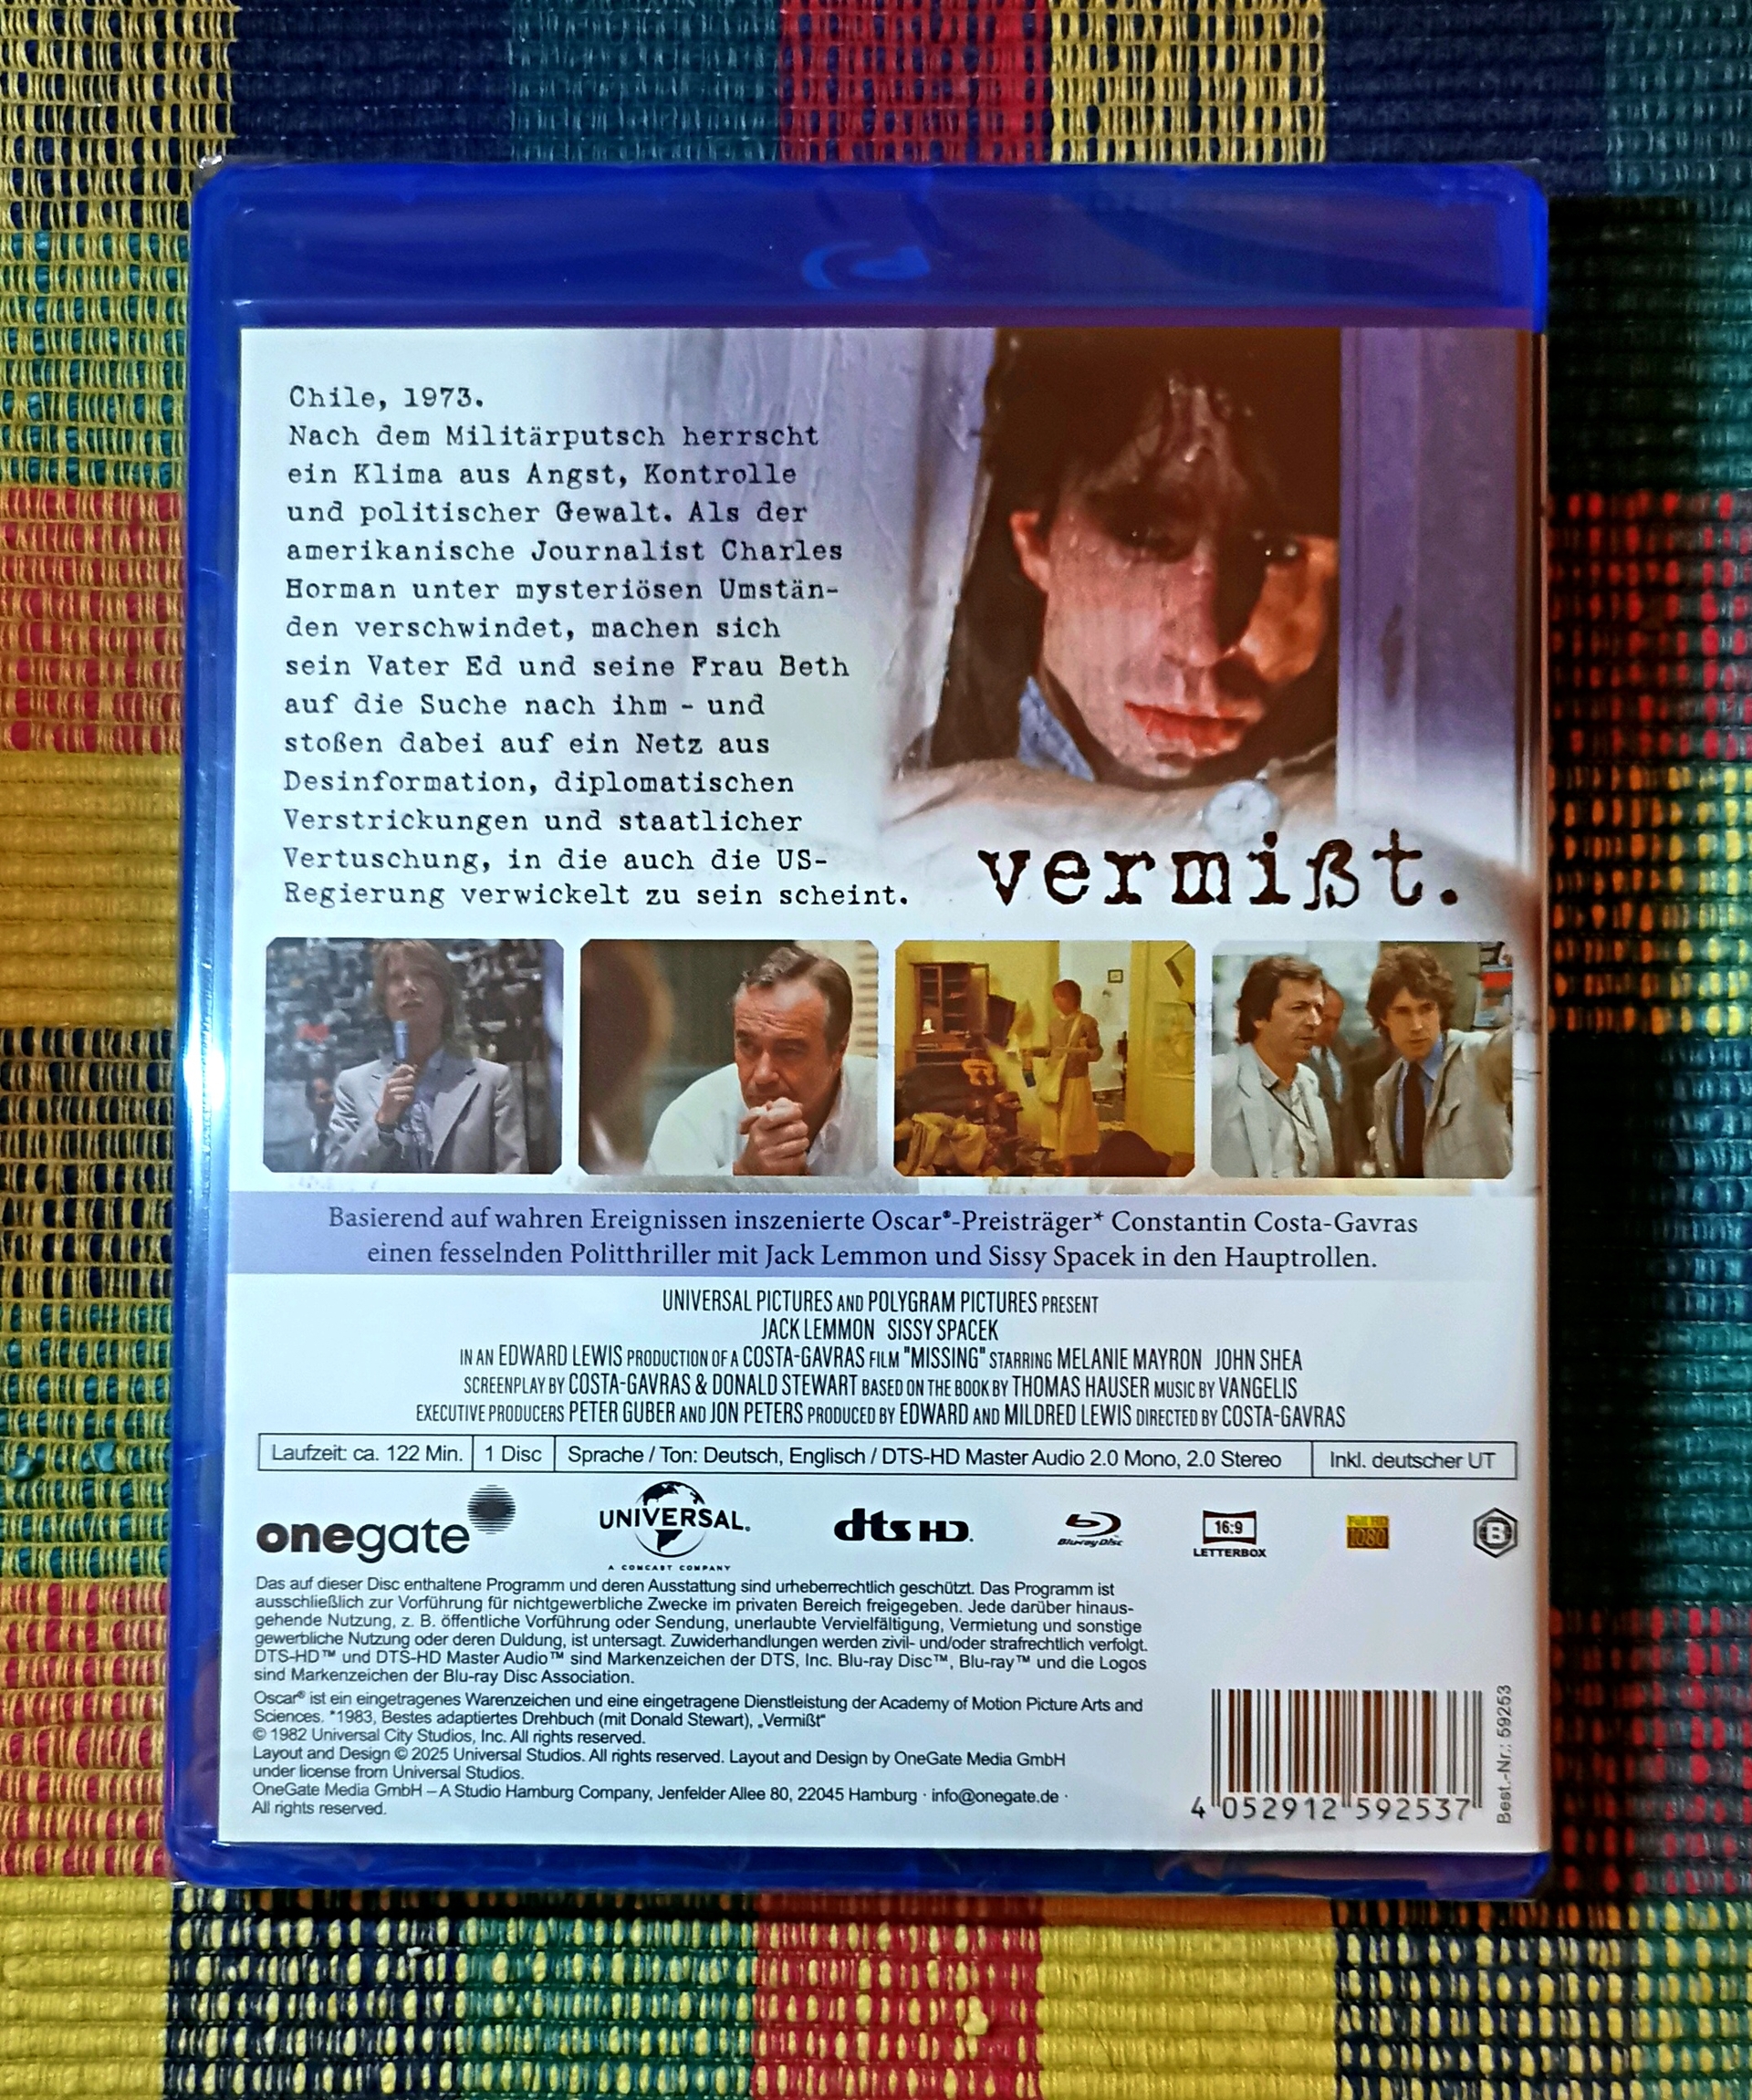 Chile, 1973.
Nach dem Militärputsch herrscht
ein Klima aus Angst, Kontrolle
und politischer Gewalt. Als der
amerikanische Journalist Charles
Horman unter mysteriösen Umstän-
den verschwindet, machen sich
sein Vater Ed und seine Frau Beth
auf die Suche nach ihm - und
stoßen dabei auf ein Netz aus
Desinformation, diplomatischen
Verstrickungen und staatlicher
Vertuschung, in die auch die US-
Regierung verwickelt zu sein scheint.
vermißt.
Basierend auf wahren Ereignissen inszenierte Oscar®-Preisträger* Constantin Costa-Gavras
einen fesselnden Politthriller mit Jack Lemmon und Sissy Spacek in den Hauptrollen.
UNIVERSAL PICTURES AND POLYGRAM PICTURES PRESENT
JACK LEMMON SISSY SPACEK
IN AN EDWARD LEWIS PRODUCTION OF A COSTA-GAVRAS FILM "MISSING" STARRING MELANIE MAYRON JOHN SHEA
SCREENPLAY BY COSTA-GAVRAS & DONALD STEWART BASED ON THE BOOK BY THOMAS HAUSER MUSIC BY VANGELIS
EXECUTIVE PRODUCERS PETER GUBER AND JON PETERS PRODUCED BY EDWARD AND MILDRED LEWIS DIRECTED BY COSTA-GAVRAS
Laufzeit: ca. 122 Min. 1 Disc Sprache / Ton: Deutsch, Englisch / DTS-HD Master Audio 2.0 Mono, 2.0 Stereo Inkl. deutscher UT
onegate UNIVERSAL® dts HD® Blu-ray Disc 16:9 FULL HD 1080 B
A COMCAST COMPANY LETTERBOX
Das auf dieser Disc enthaltene Programm und deren Ausstattung sind urheberrechtlich geschützt. Das Programm ist
ausschließlich zur Vorführung für nichtgewerbliche Zwecke im privaten Bereich freigegeben. Jede darüber hinaus-
gehende Nutzung, z. B. öffentliche Vorführung oder Sendung, unerlaubte Vervielfältigung, Vermietung und sonstige
gewerbliche Nutzung oder deren Duldung, ist untersagt. Zuwiderhandlungen werden zivil- und/oder strafrechtlich verfolgt.
DTS-HD™ und DTS-HD Master Audio™ sind Markenzeichen der DTS, Inc. Blu-ray Disc™, Blu-ray™ und die Logos
sind Markenzeichen der Blu-ray Disc Association.
Oscar® ist ein eingetragenes Warenzeichen und eine eingetragene Dienstleistung der Academy of Motion Picture Arts and
Sciences. *1983, Bestes adaptiertes Drehbuch (mit Donald Stewart), „Vermißt“
© 1982 Universal City Studios, Inc. All rights reserved.
Layout and Design © 2025 Universal Studios. All rights reserved. Layout and Design by OneGate Media GmbH
under license from Universal Studios.
OneGate Media GmbH – A Studio Hamburg Company, Jenfelder Allee 80, 22045 Hamburg · info@onegate.de ·
All rights reserved.
4 052912 592537
Best.-Nr.: 59253